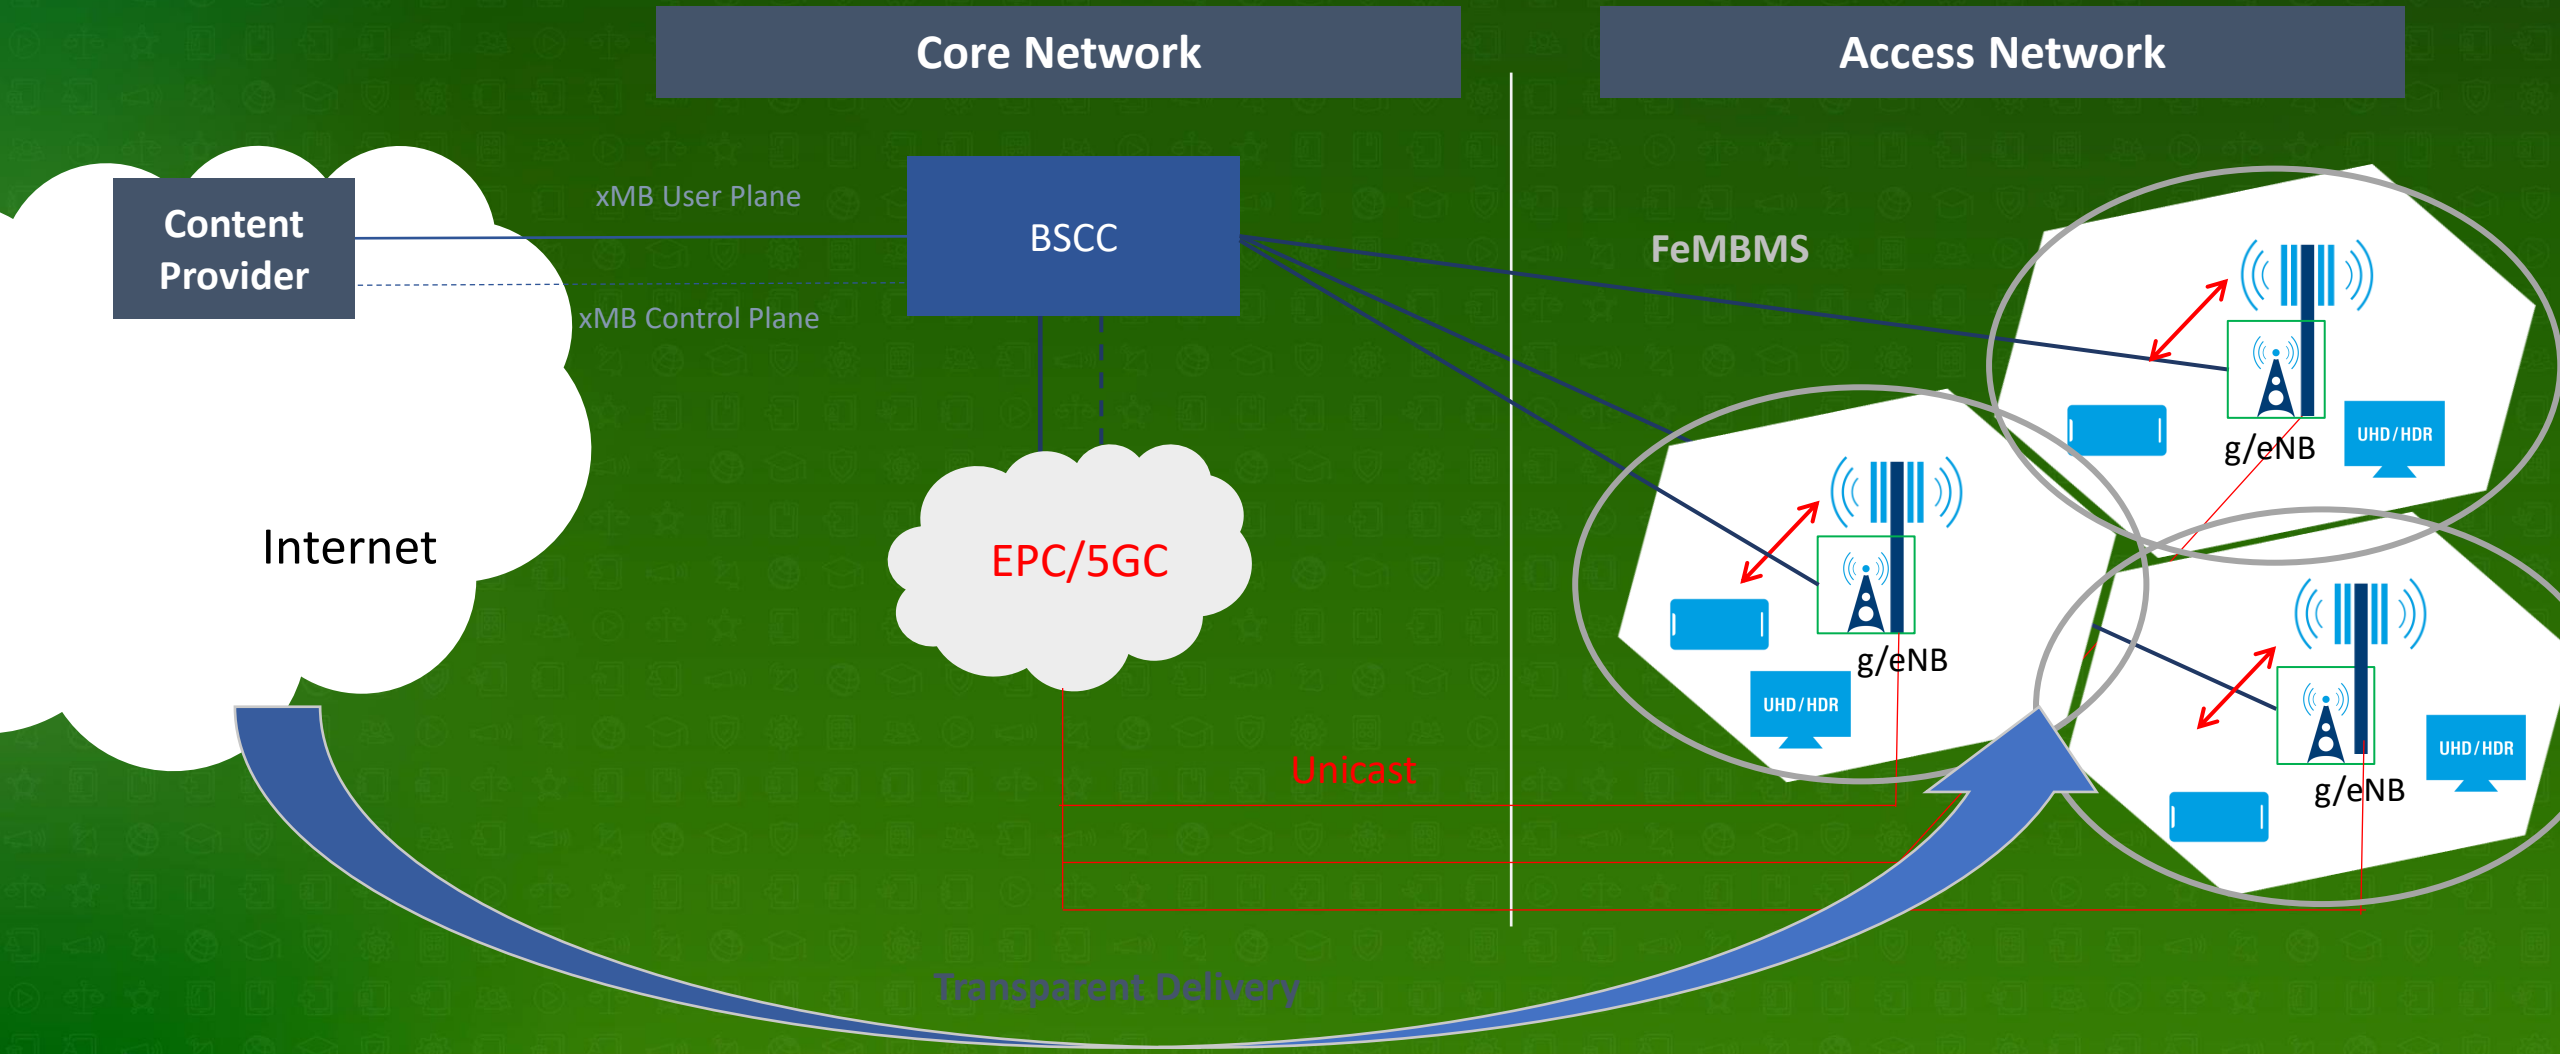 Core Network
Access Network
Content
Provider
xMB User Plane
xMB Control Plane
BSCC
FeMBMS
Internet
EPC/5GC
g/eNB
UHD/HDR
g/eNB
UHD/HDR
g/eNB
UHD/HDR
Unicast
Transparent Delivery